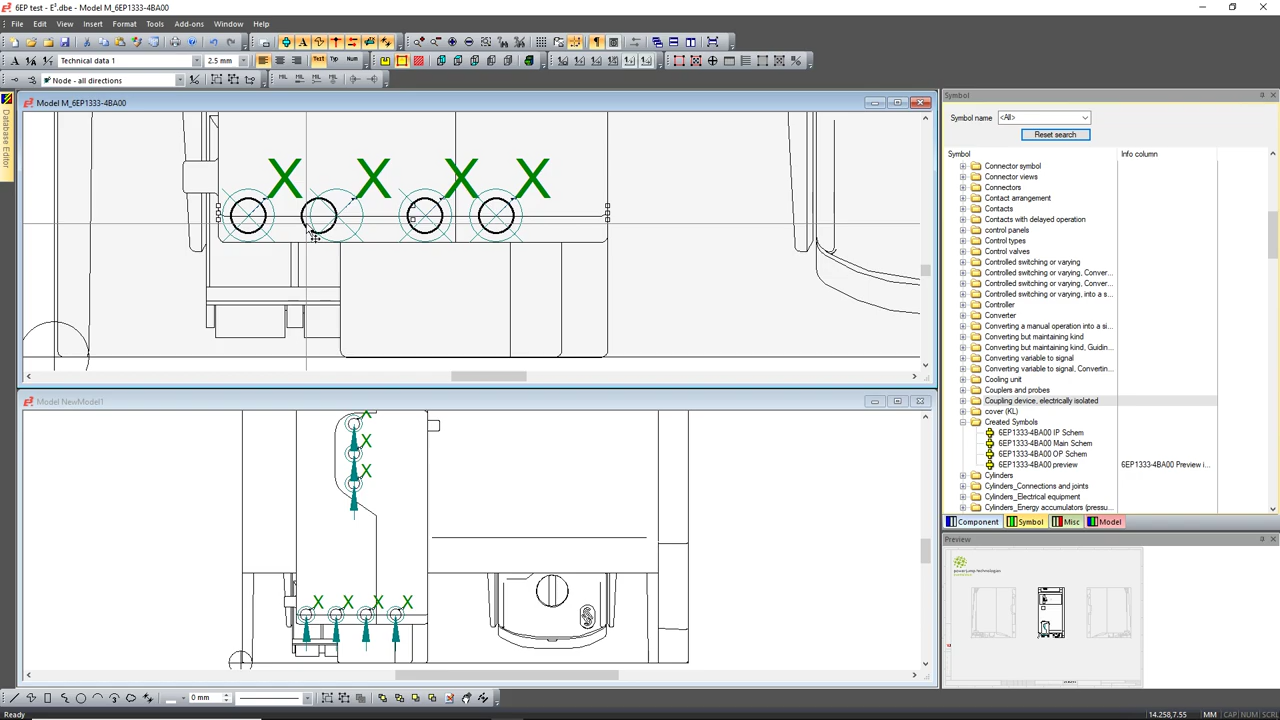 6EP test - E³.dbe - Model M_6EP1333-4BA00
File Edit View Insert Format Tools Options Window Help
Technical data 1
2.5 mm
Text Typ Num
Node - all directions
MIL MIL MIL MIL
Database Editor
Model M_6EP1333-4BA00
X X X X
Model NewModel1
X
X
X
X X X X
Symbol
Symbol name
<All>
Reset search
Symbol Info column
Connector symbol
Connector views
Connectors
Contact arrangement
Contacts
Contacts with delayed operation
control panels
Control types
Control valves
Controlled switching or varying
Controlled switching or varying, Conver...
Controlled switching or varying, Conver...
Controlled switching or varying, into a s...
Controller
Converter
Converting a manual operation into a si...
Converting but maintaining kind
Converting but maintaining kind, Guidin...
Converting variable to signal
Converting variable to signal, Convertin...
Cooling unit
Couplers and probes
Coupling device, electrically isolated
cover (KL)
Created Symbols
6EP1333-4BA00 IP Schem
6EP1333-4BA00 Main Schem
6EP1333-4BA00 OP Schem
6EP1333-4BA00 preview 6EP1333-4BA00 Preview i...
Cylinders
Cylinders_Connections and joints
Cylinders_Electrical equipment
Cylinders_Energy accumulators (pressu...
Component Symbol Misc Model
Preview
0 mm
Ready
14.258,7.55 MM CAP NUM SCRL